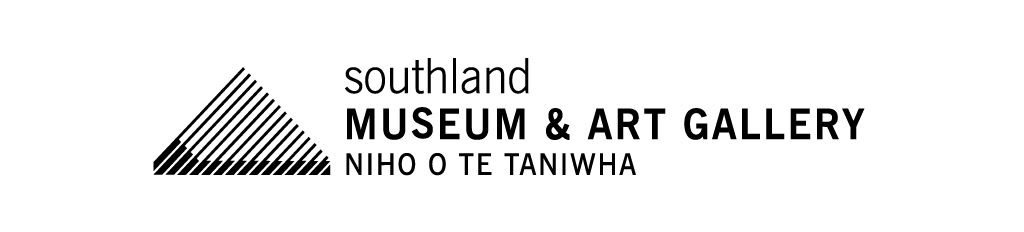 southland
MUSEUM & ART GALLERY
NIHO O TE TANIWHA